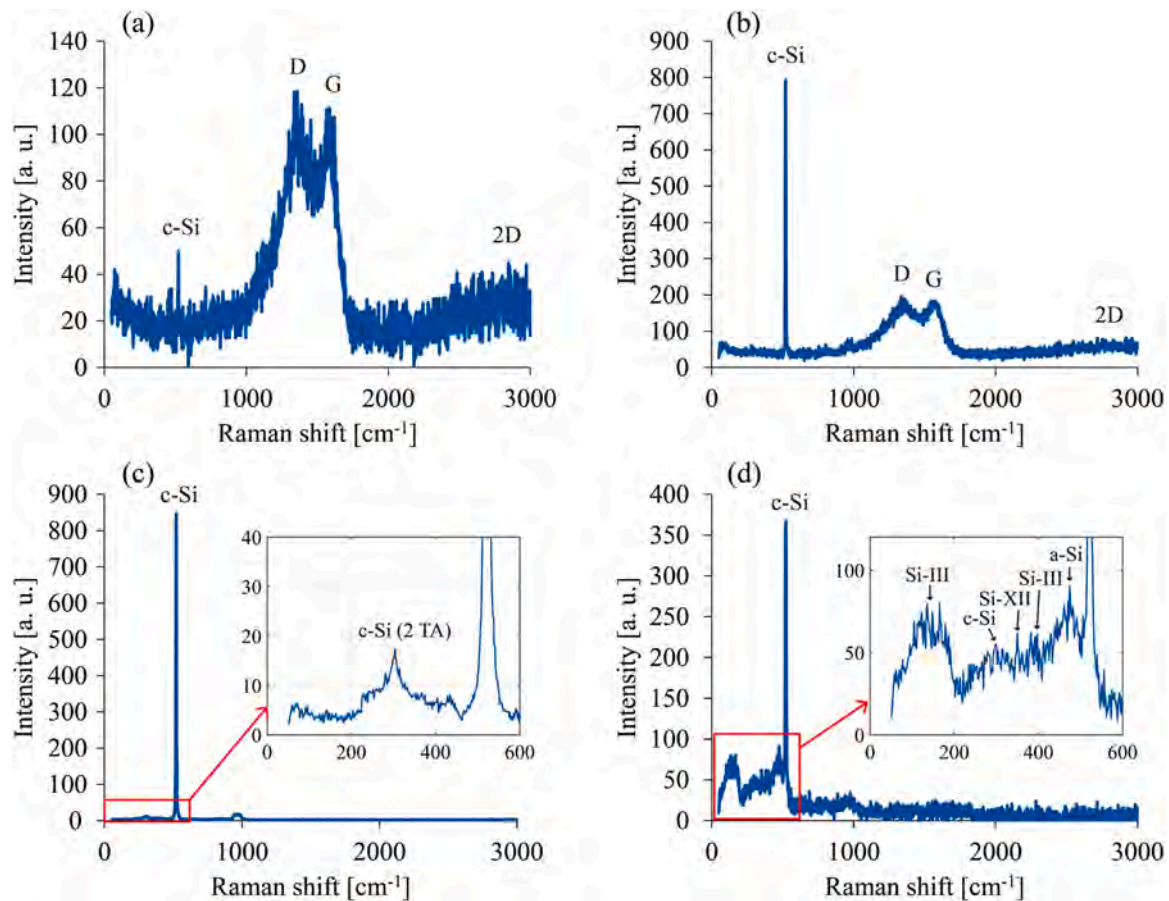 (a)
140
120
100
80
60
40
20
0
Intensity [a. u.]
c-Si
D
G
2D
0 1000 2000 3000
Raman shift [cm⁻¹]
(b)
900
800
700
600
500
400
300
200
100
0
Intensity [a. u.]
c-Si
D
G
2D
0 1000 2000 3000
Raman shift [cm⁻¹]
(c)
900
800
700
600
500
400
300
200
100
0
Intensity [a. u.]
c-Si
40
30
20
10
0
c-Si (2 TA)
0 200 400 600
0 1000 2000 3000
Raman shift [cm⁻¹]
(d)
400
350
300
250
200
150
100
50
0
Intensity [a. u.]
c-Si
100
50
0
Si-III
c-Si
Si-XII
Si-III
a-Si
0 200 400 600
0 1000 2000 3000
Raman shift [cm⁻¹]